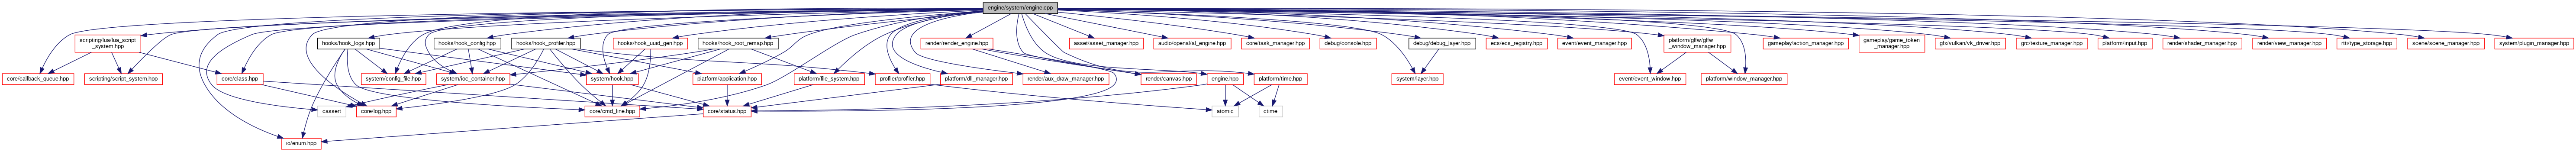 engine/system/engine.cpp
scripting/lua/lua_script
_system.hpp
hooks/hook_logs.hpp
hooks/hook_config.hpp
hooks/hook_profiler.hpp
hooks/hook_uuid_gen.hpp
hooks/hook_root_remap.hpp
render/render_engine.hpp
asset/asset_manager.hpp
audio/openal/al_engine.hpp
core/task_manager.hpp
debug/console.hpp
debug/debug_layer.hpp
ecs/ecs_registry.hpp
event/event_manager.hpp
platform/glfw/glfw
_window_manager.hpp
gameplay/action_manager.hpp
gameplay/game_token
_manager.hpp
gfx/vulkan/vk_driver.hpp
grc/texture_manager.hpp
platform/input.hpp
render/shader_manager.hpp
render/view_manager.hpp
rtti/type_storage.hpp
scene/scene_manager.hpp
system/plugin_manager.hpp
core/callback_queue.hpp
scripting/script_system.hpp
core/class.hpp
system/config_file.hpp
system/ioc_container.hpp
system/hook.hpp
platform/application.hpp
platform/file_system.hpp
profiler/profiler.hpp
platform/dll_manager.hpp
render/aux_draw_manager.hpp
render/canvas.hpp
engine.hpp
platform/time.hpp
system/layer.hpp
event/event_window.hpp
platform/window_manager.hpp
cassert
core/log.hpp
core/cmd_line.hpp
core/status.hpp
atomic
ctime
io/enum.hpp